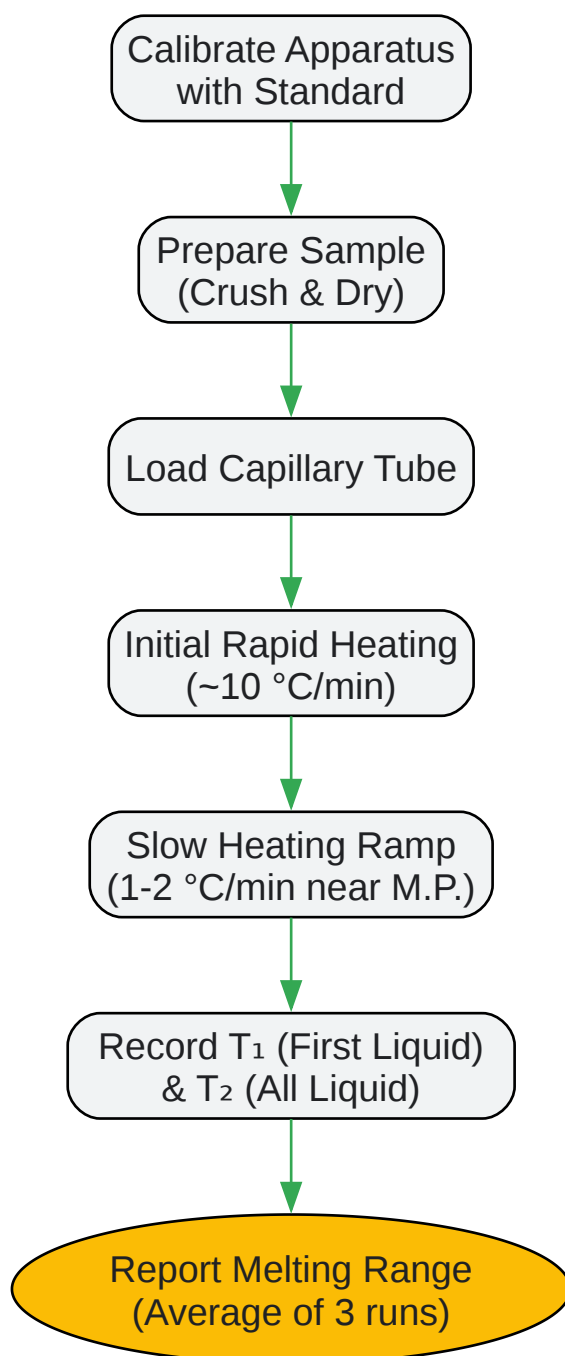 Calibrate Apparatus
with Standard
Prepare Sample
(Crush & Dry)
Load Capillary Tube
Initial Rapid Heating
(~10 °C/min)
Slow Heating Ramp
(1-2 °C/min near M.P.)
Record T₁ (First Liquid)
& T₂ (All Liquid)
Report Melting Range
(Average of 3 runs)